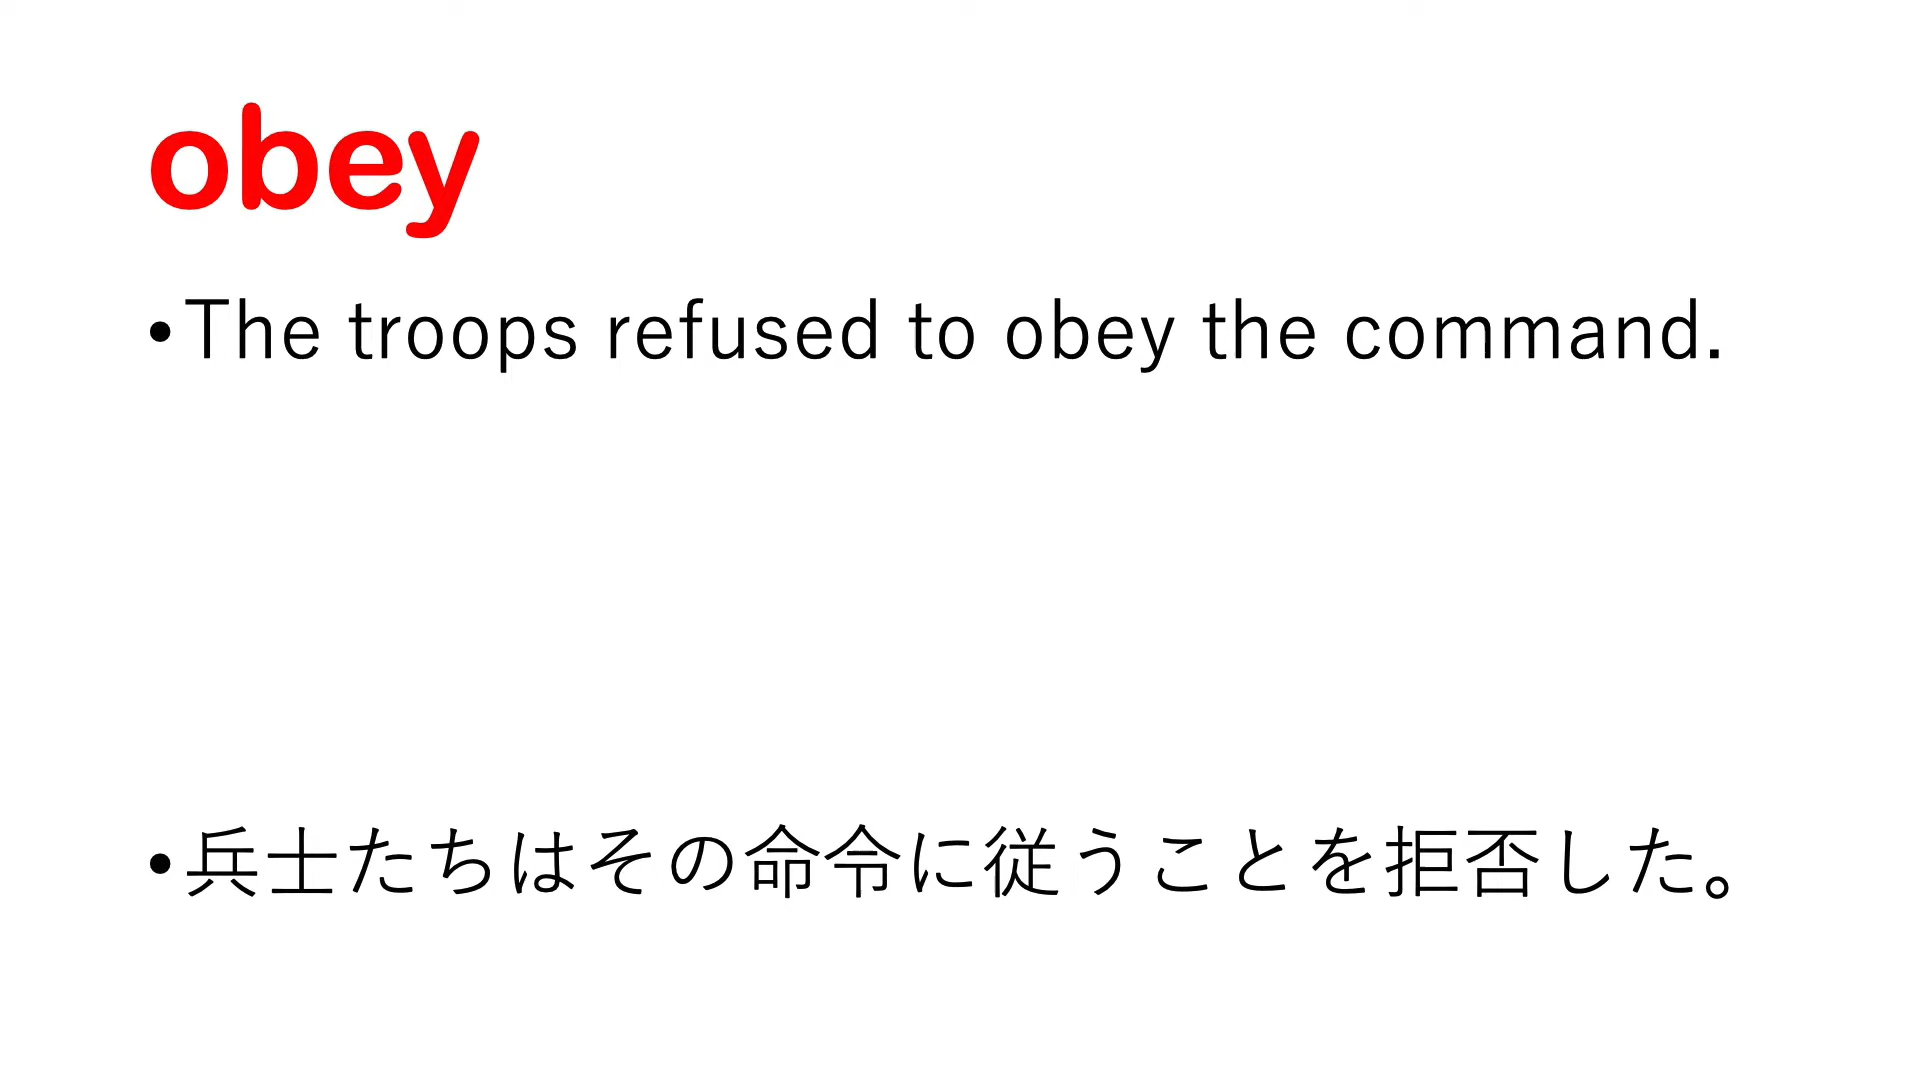 obey
•The troops refused to obey the command.
•兵士たちはその命令に従うことを拒否した。